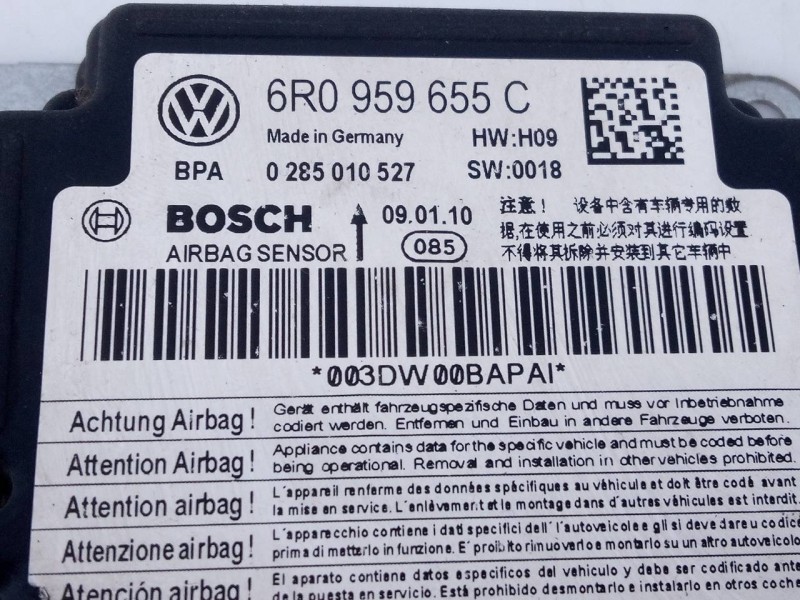 6R0 959 655 C
Made in Germany HW:H09
BPA 0 285 010 527 SW:0018
BOSCH 09.01.10
AIRBAG SENSOR 085
注意！ 设备中含有车辆专用的数
据,在使用之前必须对其进行编码设置
不得将其拆除并安装到其它车辆中
*003DW00BAPAI*
Achtung Airbag! Gerät enthält fahrzeugspezifische Daten und muss vor Inbetriebnahme
codiert werden. Entfernen und Einbau in andere Fahrzeuge verboten.
Attention Airbag! Appliance contains data for the specific vehicle and must be coded before
being operational. Removal and installation in other vehicles prohibited.
Attention airbag! L'appareil renferme des données spécifiques au véhicule et doit être codé avant
la mise en service. L'enlèvement et le montage dans d'autres véhicules est interdit.
Attenzione airbag! L'apparecchio contiene i dati specifici dell'l'autoveicolo e gli si deve dare u codice
prima di metterlo in funzione. E' proibito rimuoverlo e montarlo su un altro autoveicolo
Atención airbag! El aparato contiene datos específicos del vehículo y debe ser codificado ante
de la puesta en servicio. Está prohibido desmontarlo e instalarlo en otros coche